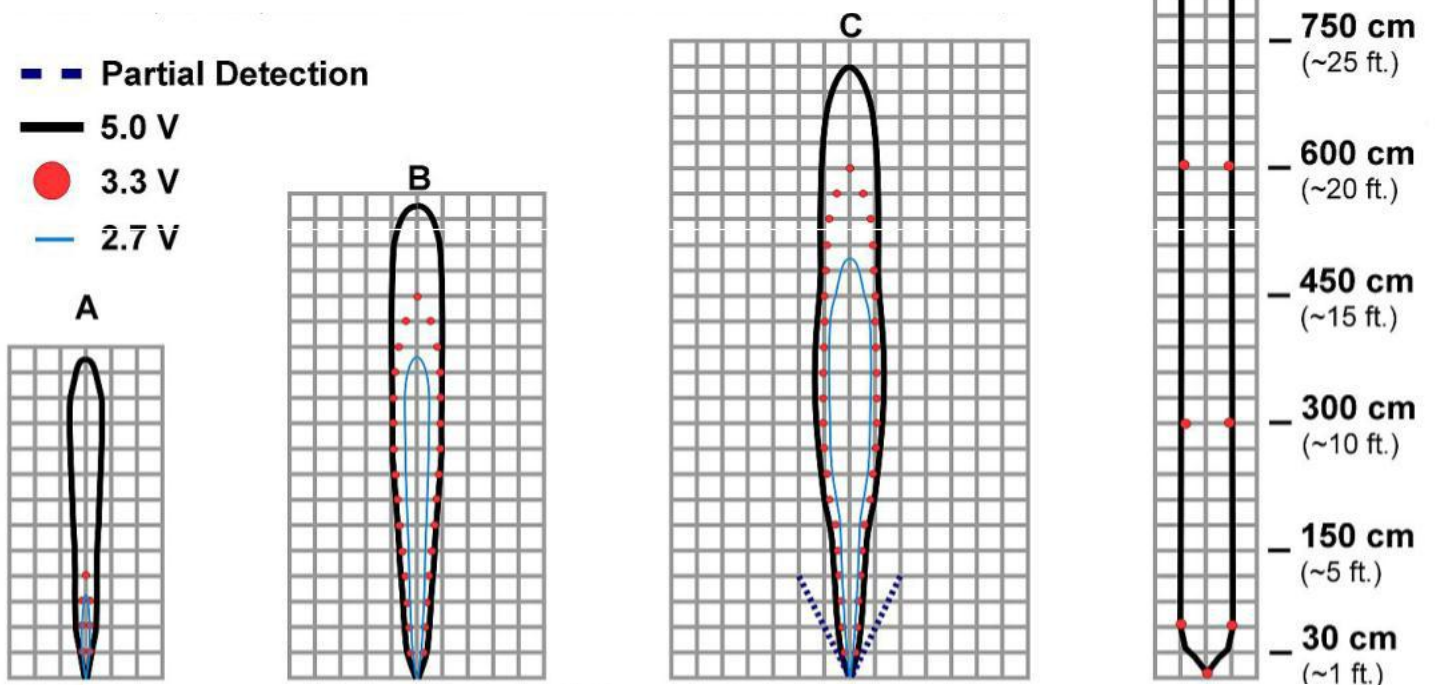 Partial Detection
5.0 V
3.3 V
2.7 V
A
B
C
750 cm
(~25 ft.)
600 cm
(~20 ft.)
450 cm
(~15 ft.)
300 cm
(~10 ft.)
150 cm
(~5 ft.)
30 cm
(~1 ft.)